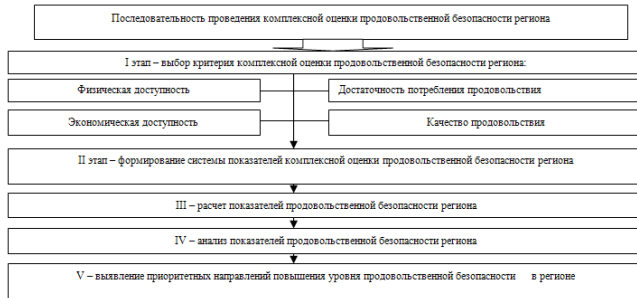 Последовательность проведения комплексной оценки продовольственной безопасности региона
I этап – выбор критерия комплексной оценки продовольственной безопасности региона:
Физическая доступность
Достаточность потребления продовольствия
Экономическая доступность
Качество продовольствия
II этап – формирование системы показателей комплексной оценки продовольственной безопасности региона
III – расчет показателей продовольственной безопасности региона
IV – анализ показателей продовольственной безопасности региона
V – выявление приоритетных направлений повышения уровня продовольственной безопасности в регионе